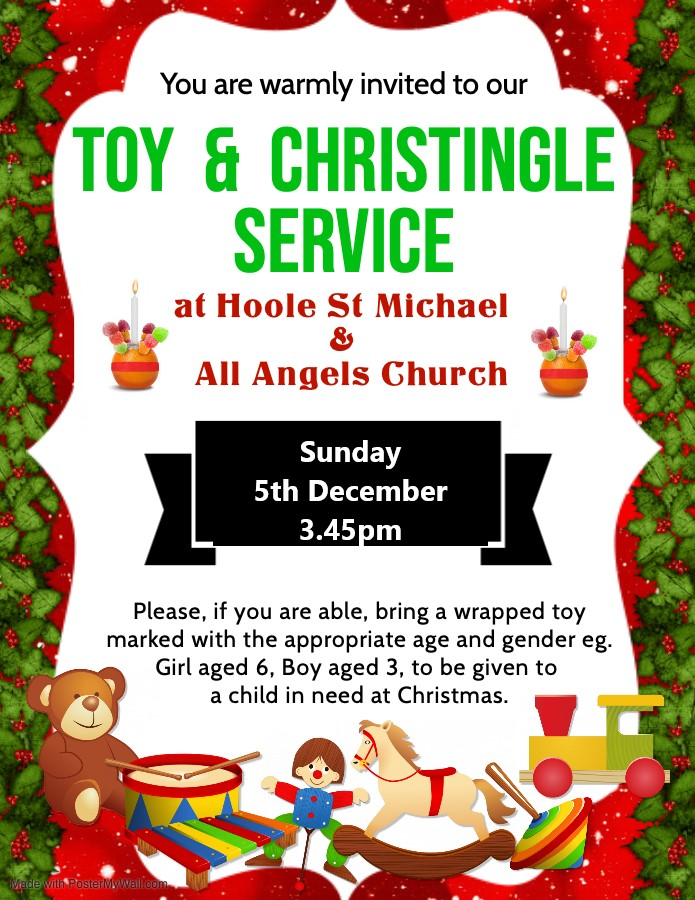 You are warmly invited to our
TOY & CHRISTINGLE
SERVICE
at Hoole St Michael
&
All Angels Church
Sunday
5th December
3.45pm
Please, if you are able, bring a wrapped toy
marked with the appropriate age and gender eg.
Girl aged 6, Boy aged 3, to be given to
a child in need at Christmas.
Made with PosterMyWall.com